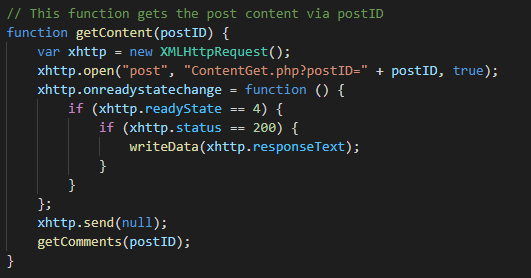 // This function gets the post content via postID
function getContent(postID) {
    var xhttp = new XMLHttpRequest();
    xhttp.open("post", "ContentGet.php?postID=" + postID, true);
    xhttp.onreadystatechange = function () {
        if (xhttp.readyState == 4) {
            if (xhttp.status == 200) {
                writeData(xhttp.responseText);
            }
        }
    };
    xhttp.send(null);
    getComments(postID);
}